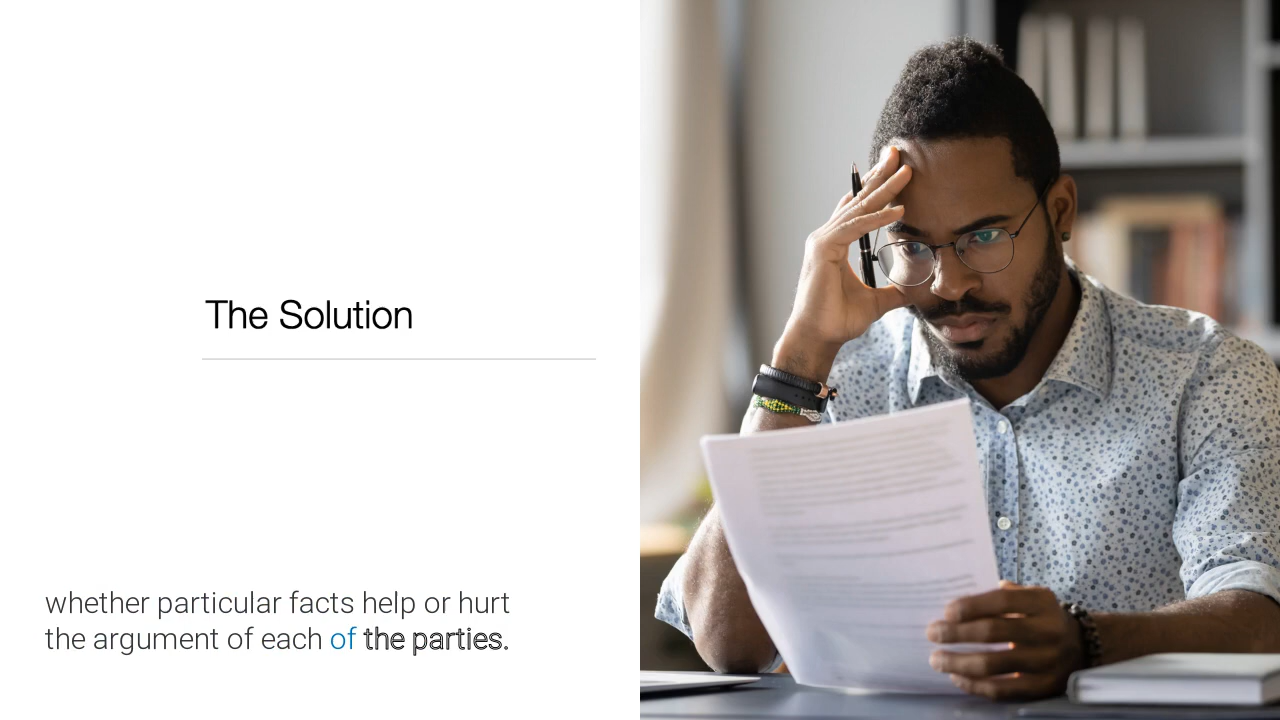 The Solution
whether particular facts help or hurt
the argument of each of the parties.